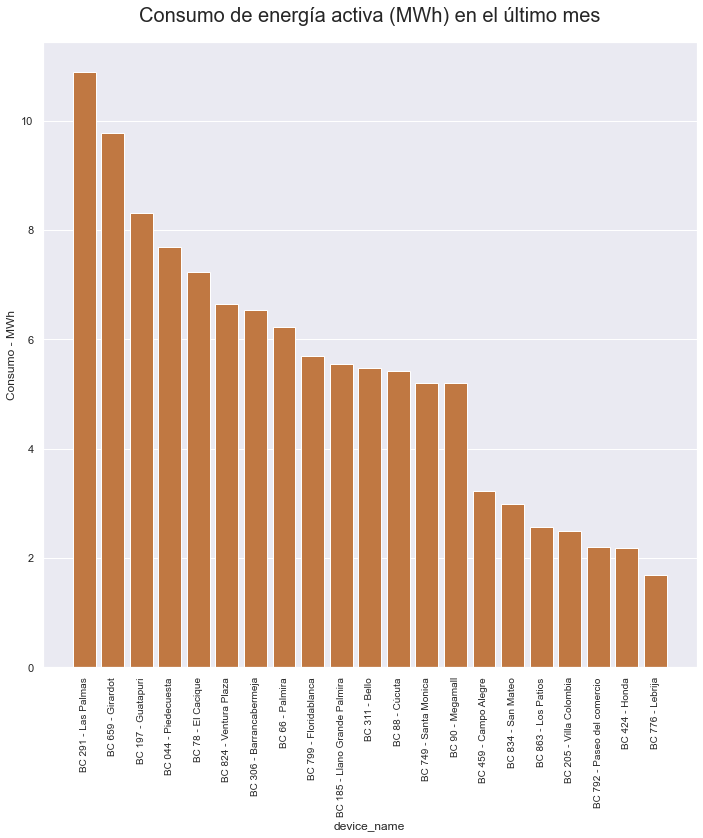 Consumo de energía activa (MWh) en el último mes
Consumo - MWh
10
8
6
4
2
0
BC 291 - Las Palmas
BC 659 - Girardot
BC 197 - Guatapuri
BC 044 - Piedecuesta
BC 78 - El Cacique
BC 824 - Ventura Plaza
BC 306 - Barrancabermeja
BC 66 - Palmira
BC 799 - Floridablanca
BC 185 - Llano Grande Palmira
BC 311 - Bello
BC 88 - Cúcuta
BC 749 - Santa Monica
BC 90 - Megamall
BC 459 - Campo Alegre
BC 834 - San Mateo
BC 863 - Los Patios
BC 205 - Villa Colombia
BC 792 - Paseo del comercio
BC 424 - Honda
BC 776 - Lebrija
device_name